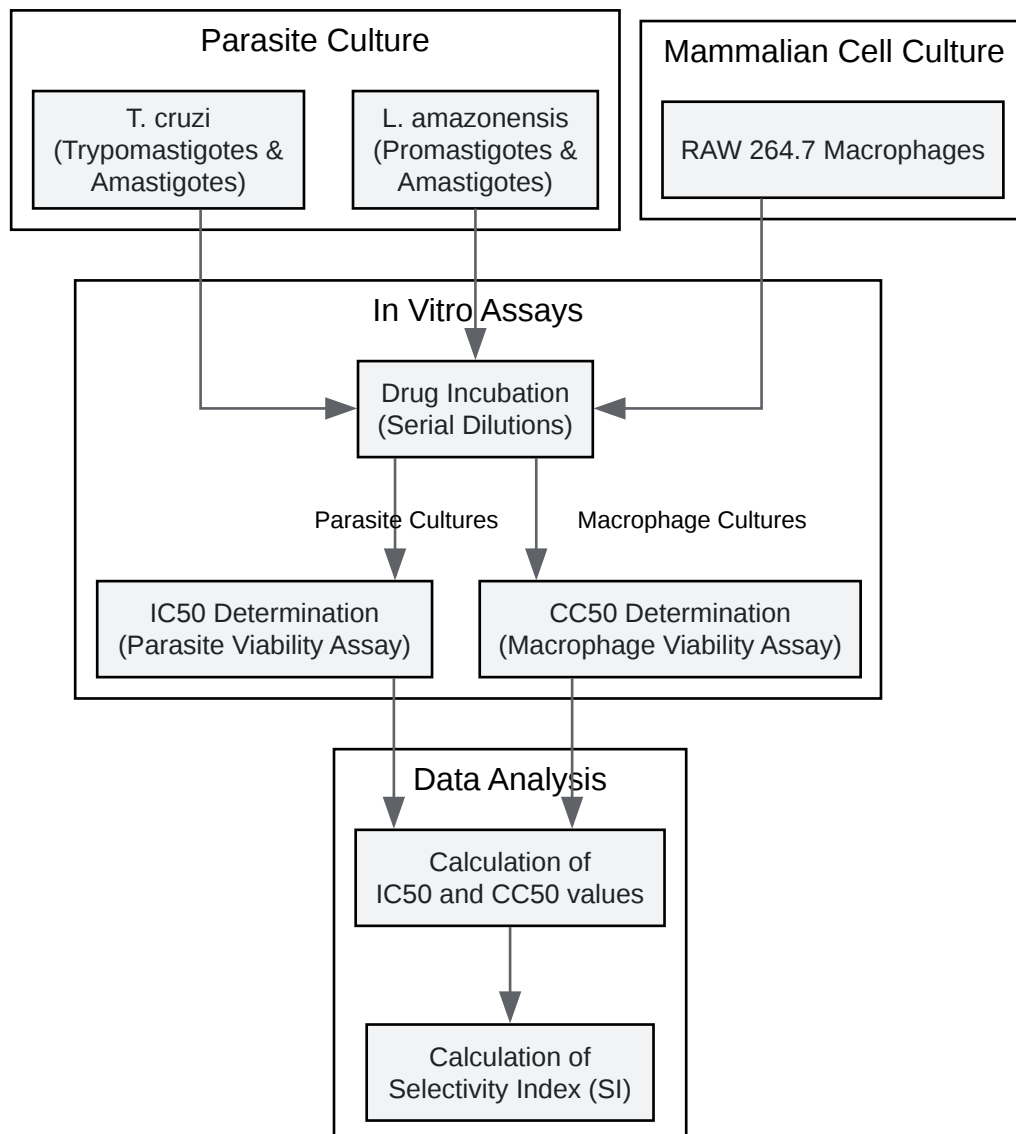 Parasite Culture
T. cruzi
(Trypomastigotes &
Amastigotes)
L. amazonensis
(Promastigotes &
Amastigotes)
Mammalian Cell Culture
RAW 264.7 Macrophages
In Vitro Assays
Drug Incubation
(Serial Dilutions)
Parasite Cultures
Macrophage Cultures
IC50 Determination
(Parasite Viability Assay)
CC50 Determination
(Macrophage Viability Assay)
Data Analysis
Calculation of
IC50 and CC50 values
Calculation of
Selectivity Index (SI)